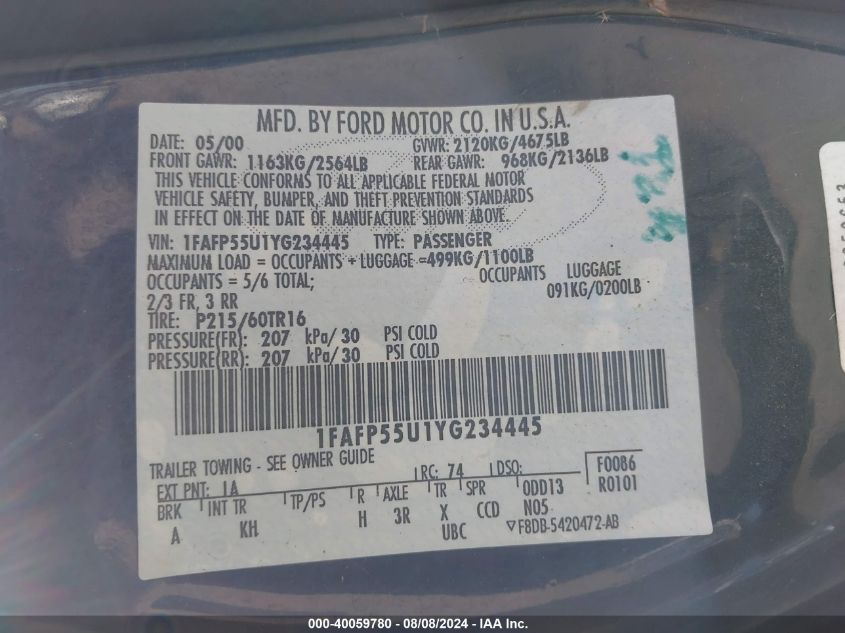 MFD. BY FORD MOTOR CO. IN U.S.A.
DATE: 05/00 GVWR: 2120KG/4675LB
FRONT GAWR: 1163KG/2564LB REAR GAWR: 968KG/2136LB
THIS VEHICLE CONFORMS TO ALL APPLICABLE FEDERAL MOTOR
VEHICLE SAFETY, BUMPER, AND THEFT PREVENTION STANDARDS
IN EFFECT ON THE DATE OF MANUFACTURE SHOWN ABOVE.
VIN: 1FAFP55U1YG234445 TYPE: PASSENGER
MAXIMUM LOAD = OCCUPANTS + LUGGAGE =499KG/1100LB
OCCUPANTS = 5/6 TOTAL; OCCUPANTS LUGGAGE
2/3 FR, 3 RR 091KG/0200LB
TIRE: P215/60TR16
PRESSURE(FR): 207 kPa/ 30 PSI COLD
PRESSURE(RR): 207 kPa/ 30 PSI COLD
1FAFP55U1YG234445
TRAILER TOWING - SEE OWNER GUIDE
EXT PNT: IA RC: 74 DSO: F0086
BRK INT TR TP/PS R AXLE TR SPR ODD13 R0101
A KH H 3R X CCD N05
UBC F8DB-5420472-AB
000-40059780 - 08/08/2024 - IAA Inc.